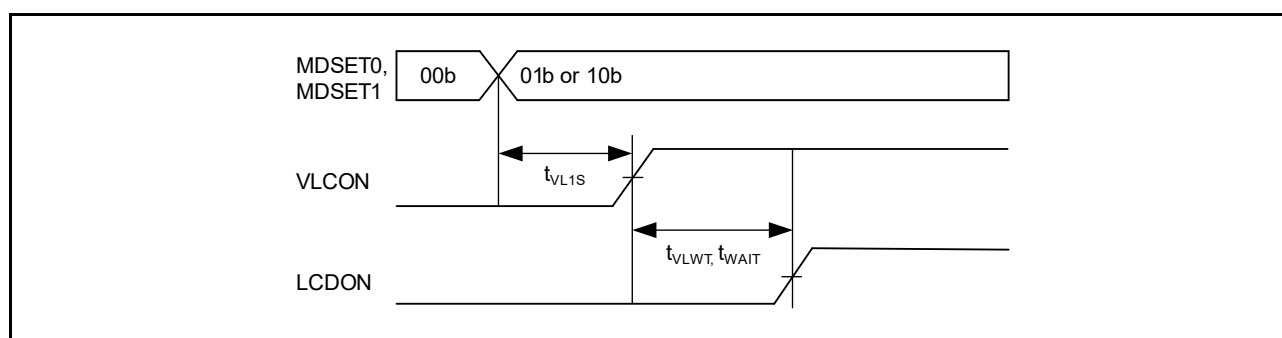 MDSET0,
MDSET1
00b
01b or 10b
tVL1S
VLCON
tVLWT, tWAIT
LCDON